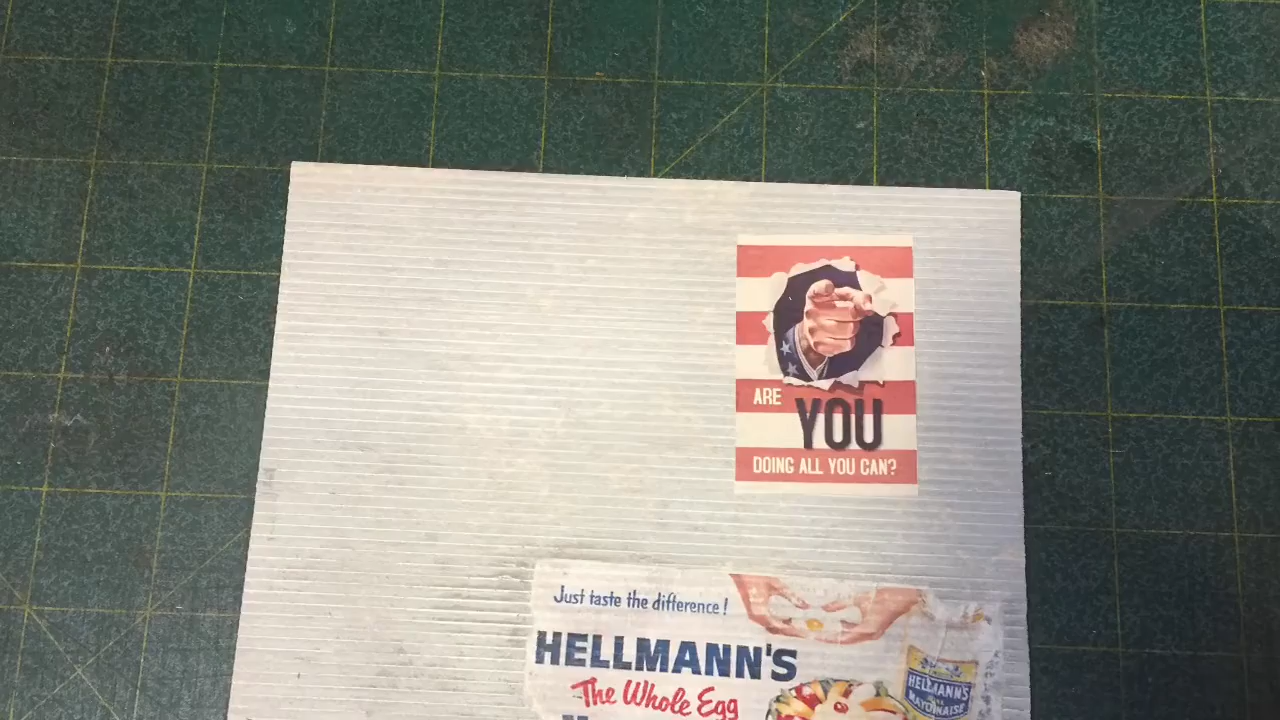 ARE
YOU
DOING ALL YOU CAN?
Just taste the difference!
HELLMANN'S
The Whole Egg
HELLMANN'S
MAYONNAISE